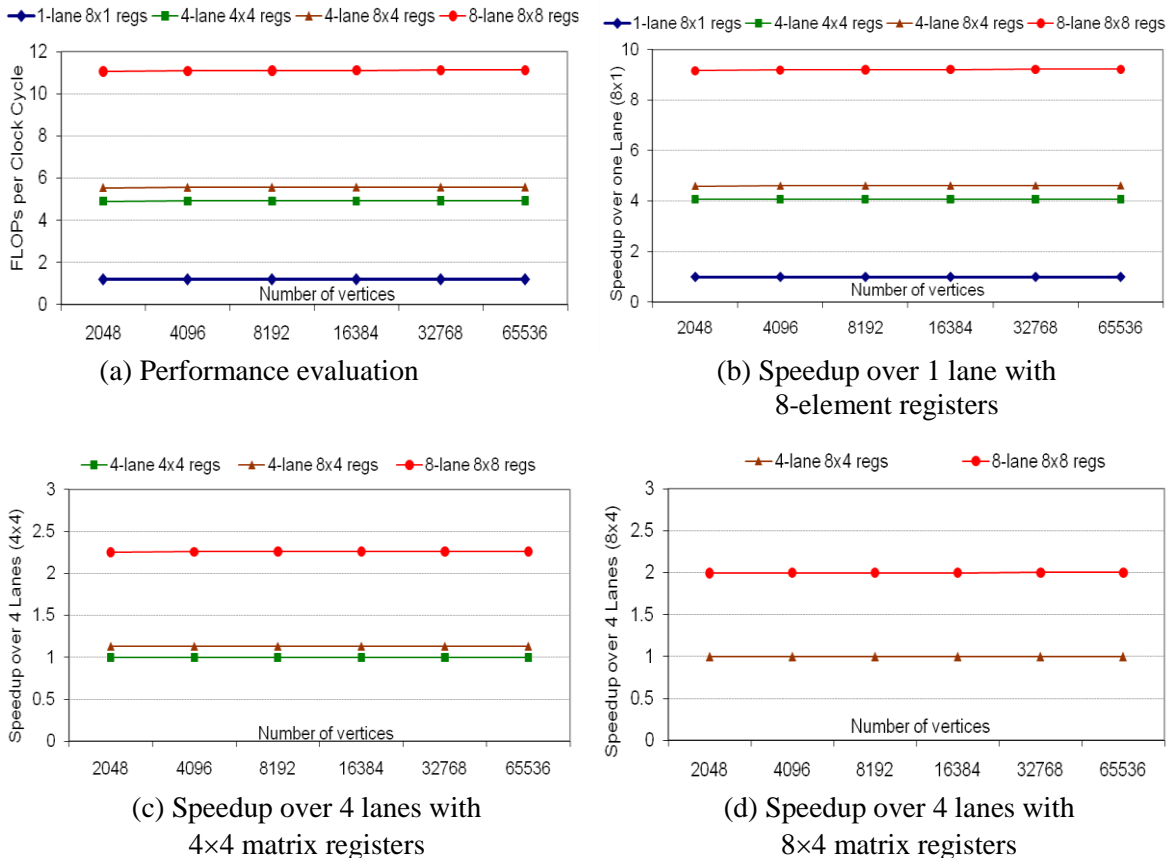 1-lane 8x1 regs 4-lane 4x4 regs 4-lane 8x4 regs 8-lane 8x8 regs
FLOPs per Clock Cycle
12
10
8
6
4
2
0
Number of vertices
2048 4096 8192 16384 32768 65536
(a) Performance evaluation
1-lane 8x1 regs 4-lane 4x4 regs 4-lane 8x4 regs 8-lane 8x8 regs
Speedup over one Lane (8x1)
10
8
6
4
2
0
Number of vertices
2048 4096 8192 16384 32768 65536
(b) Speedup over 1 lane with
8-element registers
4-lane 4x4 regs 4-lane 8x4 regs 8-lane 8x8 regs
Speedup over 4 Lanes (4x4)
3
2.5
2
1.5
1
0.5
0
Number of vertices
2048 4096 8192 16384 32768 65536
(c) Speedup over 4 lanes with
4×4 matrix registers
4-lane 8x4 regs 8-lane 8x8 regs
Speedup over 4 Lanes (8x4)
3
2.5
2
1.5
1
0.5
0
Number of vertices
2048 4096 8192 16384 32768 65536
(d) Speedup over 4 lanes with
8×4 matrix registers